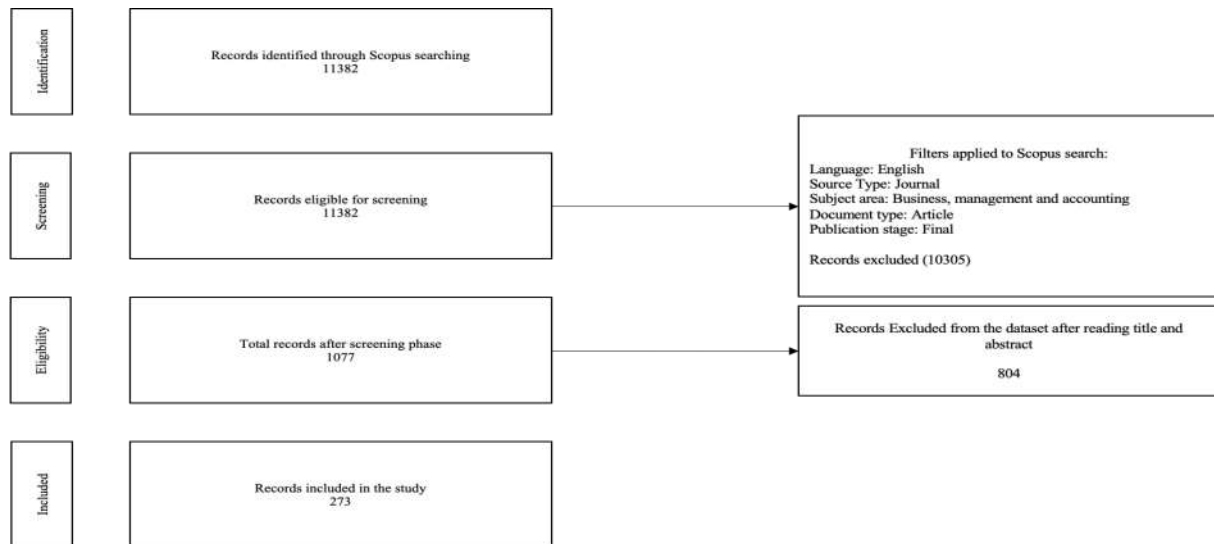 Identification
Records identified through Scopus searching
11382
Screening
Records eligible for screening
11382
Filters applied to Scopus search:
Language: English
Source Type: Journal
Subject area: Business, management and accounting
Document type: Article
Publication stage: Final
Records excluded (10305)
Eligibility
Total records after screening phase
1077
Records Excluded from the dataset after reading title and
abstract
804
Included
Records included in the study
273